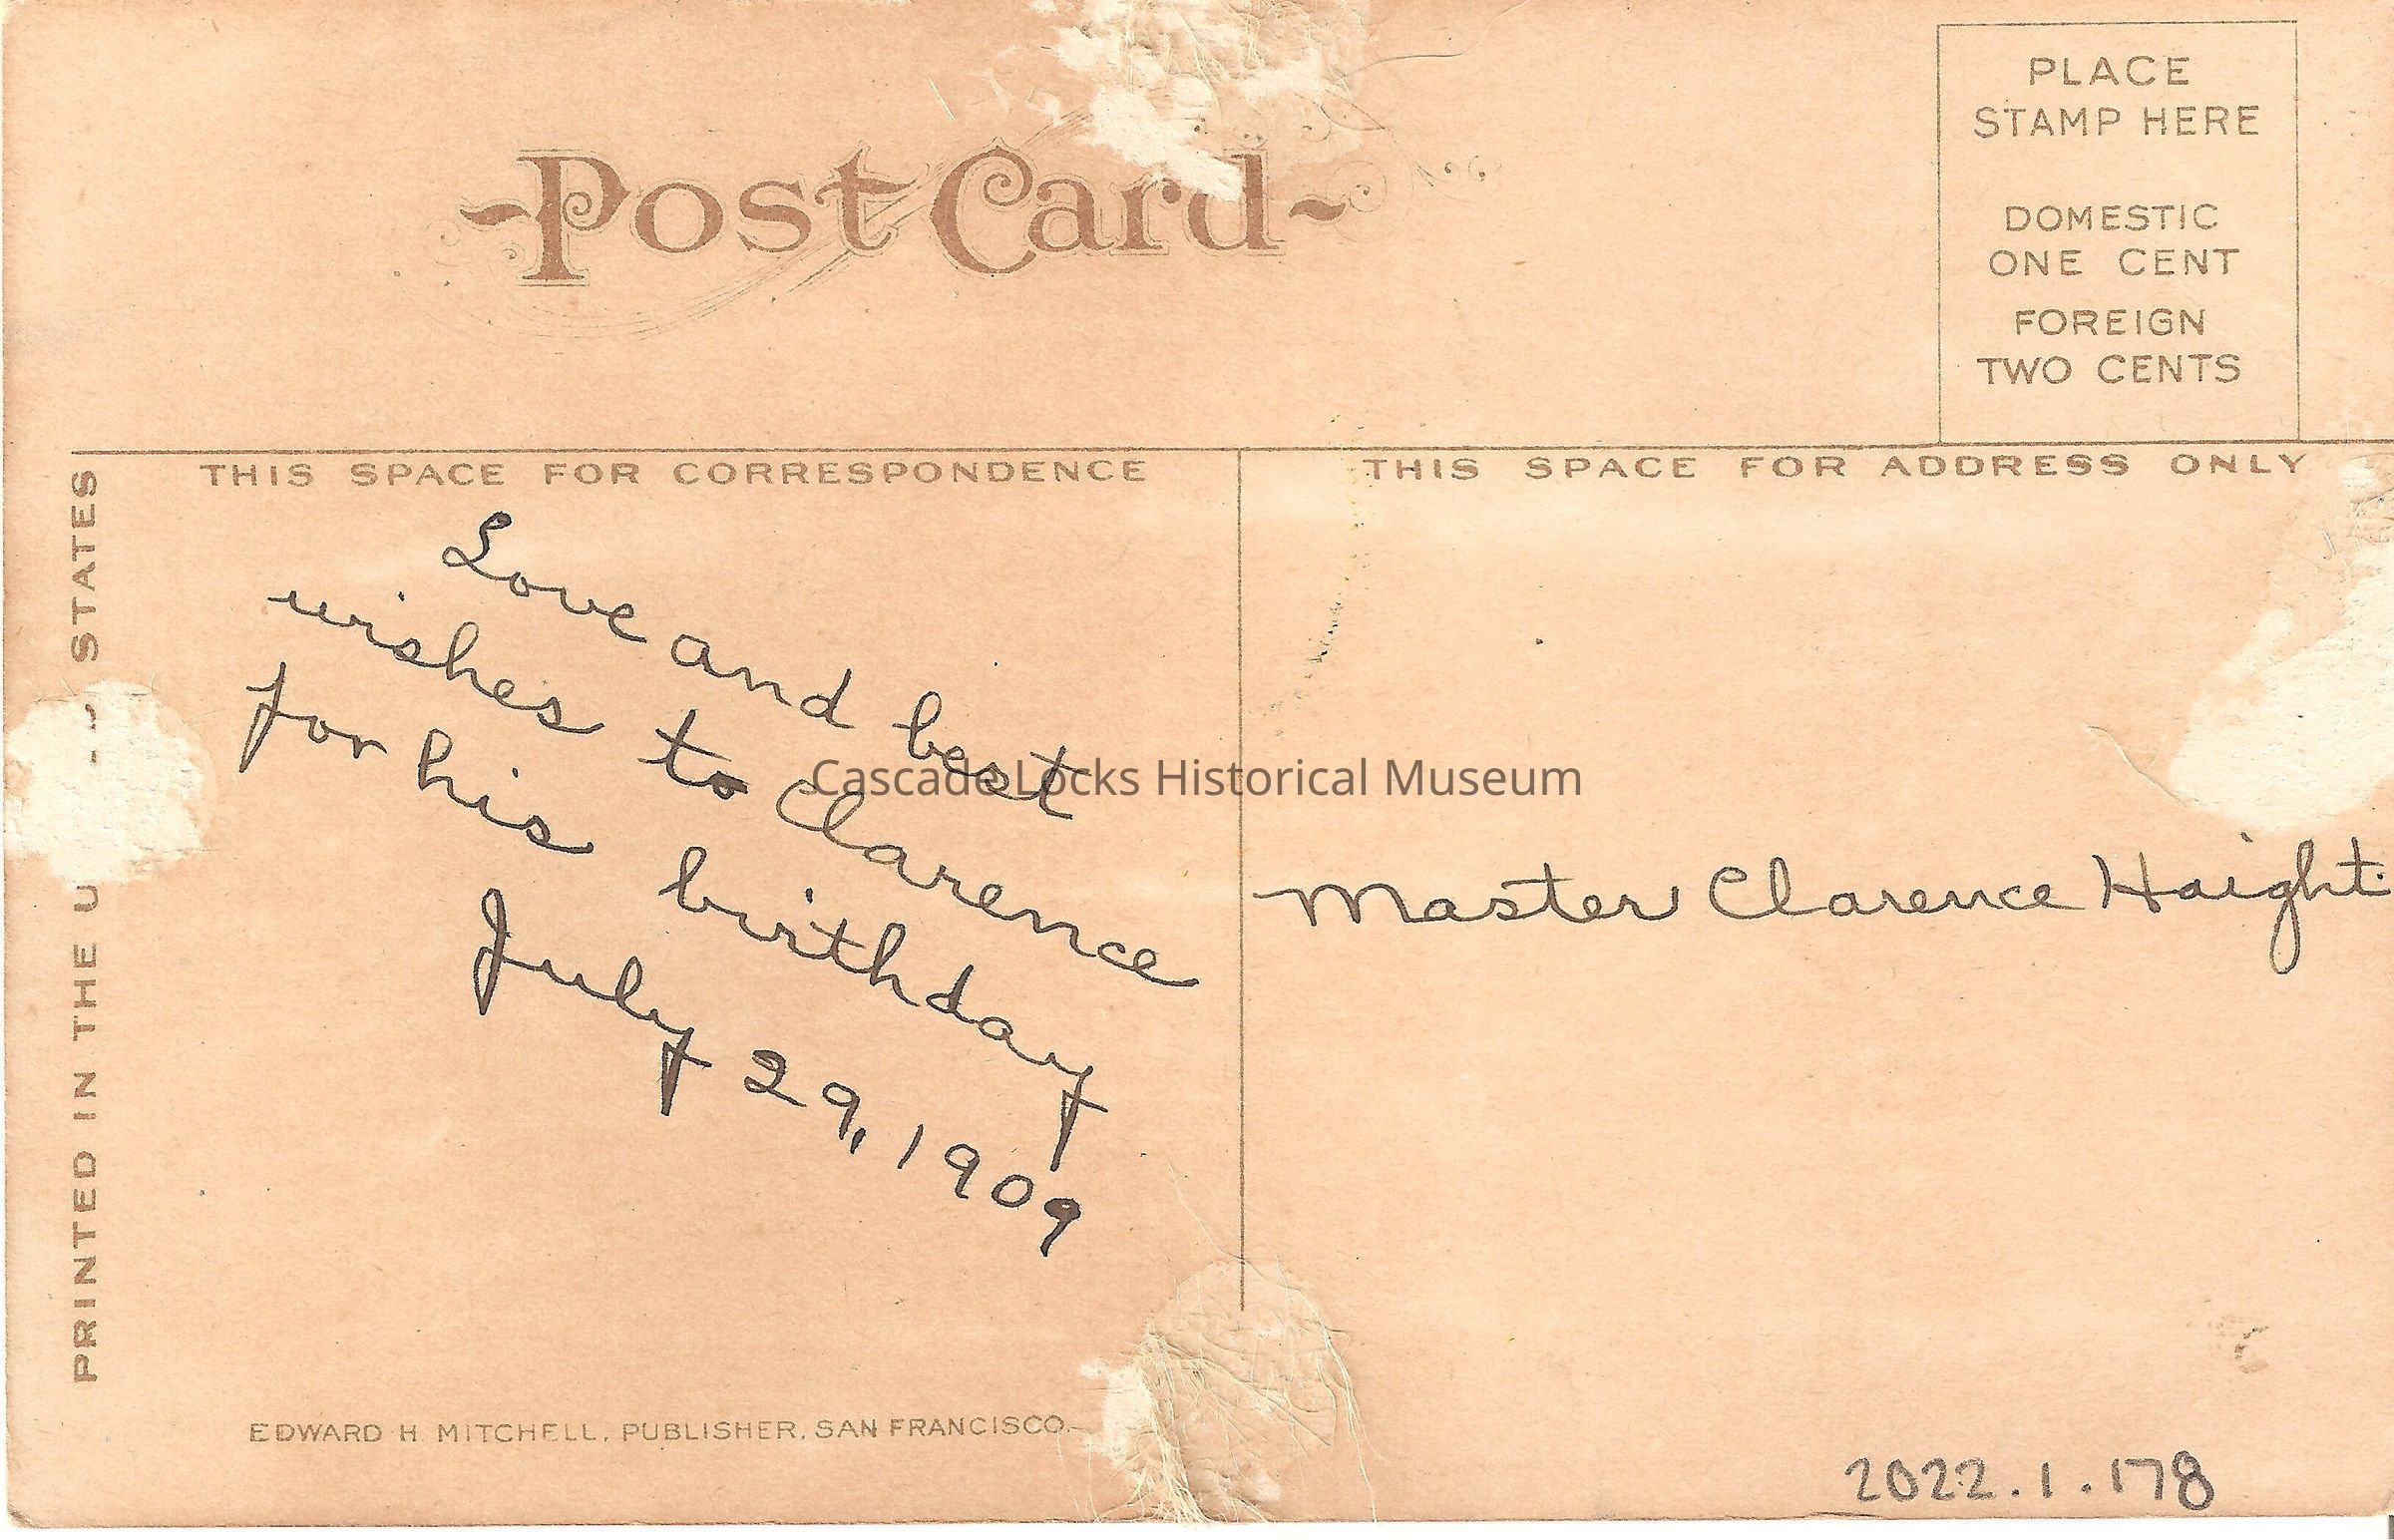 Post Card
PLACE
STAMP HERE
DOMESTIC
ONE CENT
FOREIGN
TWO CENTS
THIS SPACE FOR CORRESPONDENCE
THIS SPACE FOR ADDRESS ONLY
PRINTED IN THE U STATES
Love and best
wishes to Clarence
for his birthday
July 29, 1909
Cascade Locks Historical Museum
Master Clarence Haight.
EDWARD H. MITCHELL, PUBLISHER, SAN FRANCISCO.
2022.1.178